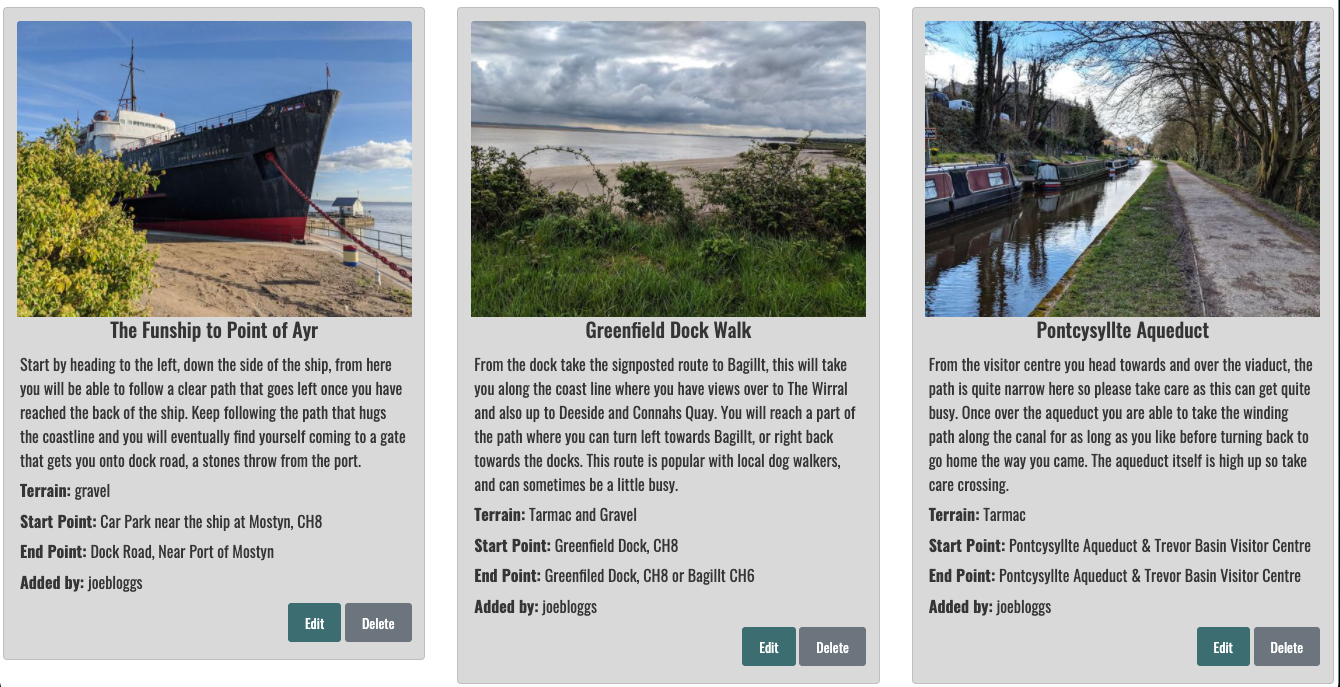 The Funship to Point of Ayr
Start by heading to the left, down the side of the ship, from here
you will be able to follow a clear path that goes left once you have
reached the back of the ship. Keep following the path that hugs
the coastline and you will eventually find yourself coming to a gate
that gets you onto dock road, a stones throw from the port.
Terrain: gravel
Start Point: Car Park near the ship at Mostyn, CH8
End Point: Dock Road, Near Port of Mostyn
Added by: joebloggs
Edit
Delete
Greenfield Dock Walk
From the dock take the signposted route to Bagillt, this will take
you along the coast line where you have views over to The Wirral
and also up to Deeside and Connahs Quay. You will reach a part of
the path where you can turn left towards Bagillt, or right back
towards the docks. This route is popular with local dog walkers,
and can sometimes be a little busy.
Terrain: Tarmac and Gravel
Start Point: Greenfield Dock, CH8
End Point: Greenfiled Dock, CH8 or Bagillt CH6
Added by: joebloggs
Edit
Delete
Pontcysyllte Aqueduct
From the visitor centre you head towards and over the viaduct, the
path is quite narrow here so please take care as this can get quite
busy. Once over the aqueduct you are able to take the winding
path along the canal for as long as you like before turning back to
go home the way you came. The aqueduct itself is high up so take
care crossing.
Terrain: Tarmac
Start Point: Pontcysyllte Aqueduct & Trevor Basin Visitor Centre
End Point: Pontcysyllte Aqueduct & Trevor Basin Visitor Centre
Added by: joebloggs
Edit
Delete